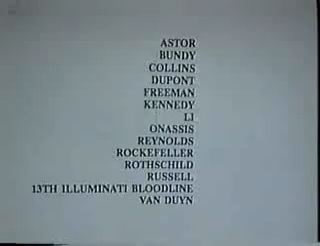 ASTOR
BUNDY
COLLINS
DUPONT
FREEMAN
KENNEDY
LI
ONASSIS
REYNOLDS
ROCKEFELLER
ROTHSCHILD
RUSSELL
13TH ILLUMINATI BLOODLINE
VAN DUYN